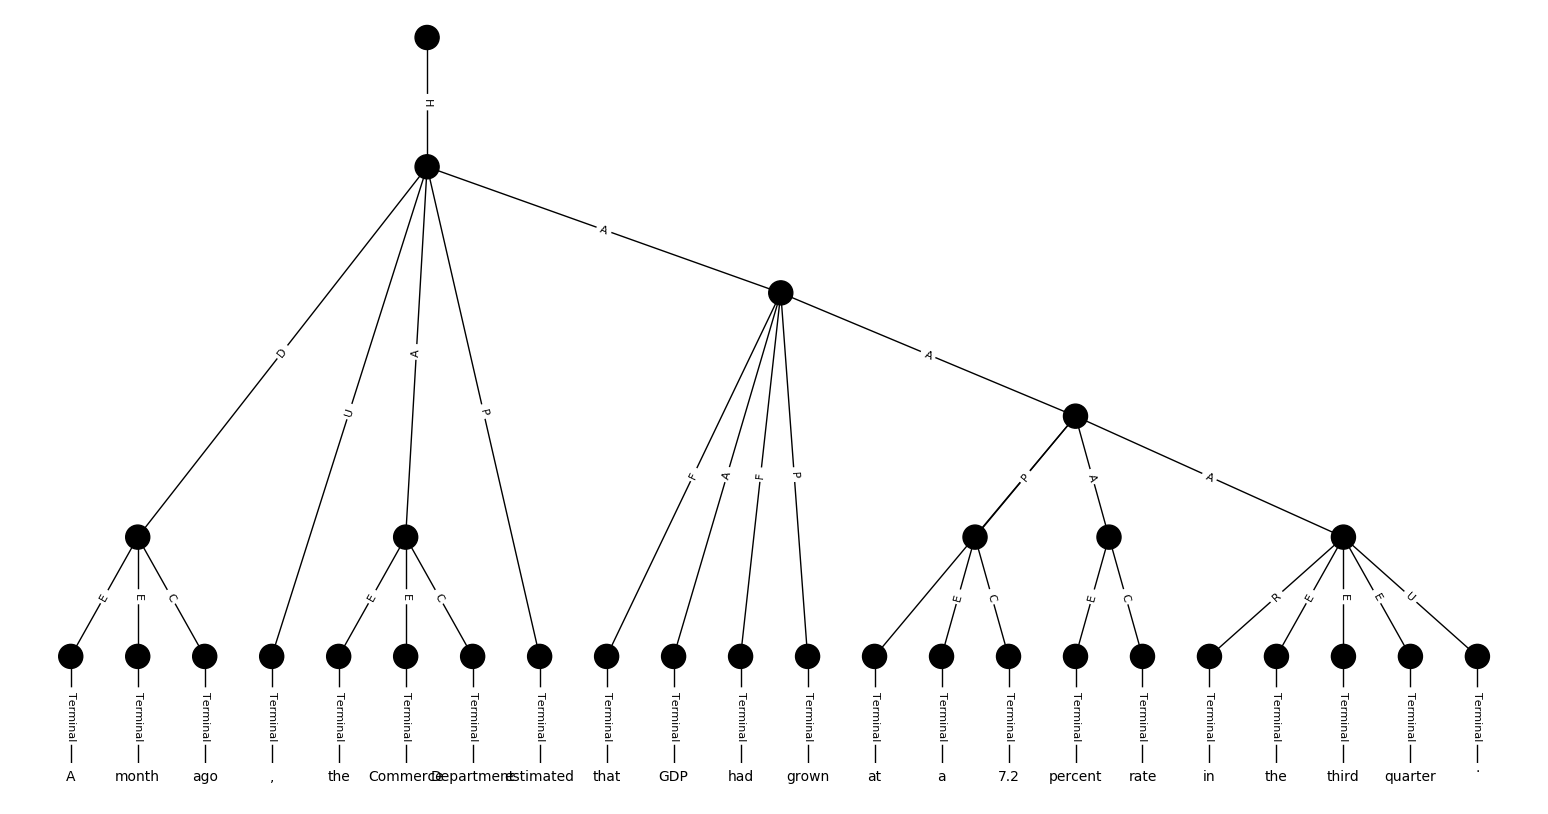 H
A
D
A
A
U
P
F
A
F
P
P
A
A
E
E
C
E
E
C
E
C
E
C
R
E
E
E
U
Terminal Terminal Terminal Terminal Terminal Terminal Terminal Terminal Terminal Terminal Terminal Terminal Terminal Terminal Terminal Terminal Terminal Terminal Terminal Terminal Terminal Terminal
A month ago , the Commerce Department estimated that GDP had grown at a 7.2 percent rate in the third quarter .